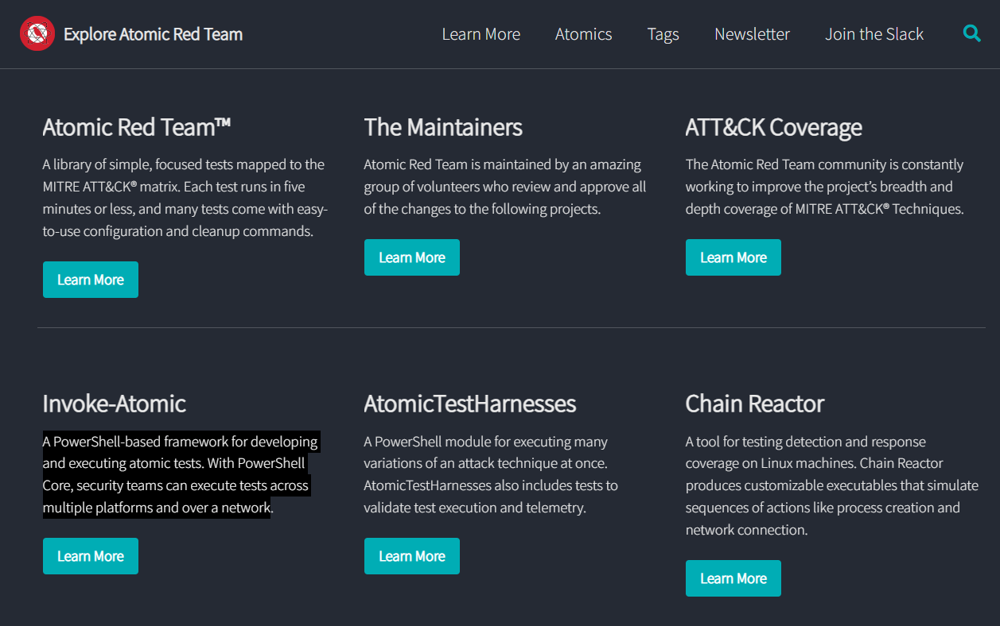 Explore Atomic Red Team
Learn More
Atomics
Tags
Newsletter
Join the Slack
Atomic Red Team™
A library of simple, focused tests mapped to the
MITRE ATT&CK® matrix. Each test runs in five
minutes or less, and many tests come with easy-
to-use configuration and cleanup commands.
Learn More
The Maintainers
Atomic Red Team is maintained by an amazing
group of volunteers who review and approve all
of the changes to the following projects.
Learn More
ATT&CK Coverage
The Atomic Red Team community is constantly
working to improve the project’s breadth and
depth coverage of MITRE ATT&CK® Techniques.
Learn More
Invoke-Atomic
A PowerShell-based framework for developing
and executing atomic tests. With PowerShell
Core, security teams can execute tests across
multiple platforms and over a network.
Learn More
AtomicTestHarnesses
A PowerShell module for executing many
variations of an attack technique at once.
AtomicTestHarnesses also includes tests to
validate test execution and telemetry.
Learn More
Chain Reactor
A tool for testing detection and response
coverage on Linux machines. Chain Reactor
produces customizable executables that simulate
sequences of actions like process creation and
network connection.
Learn More